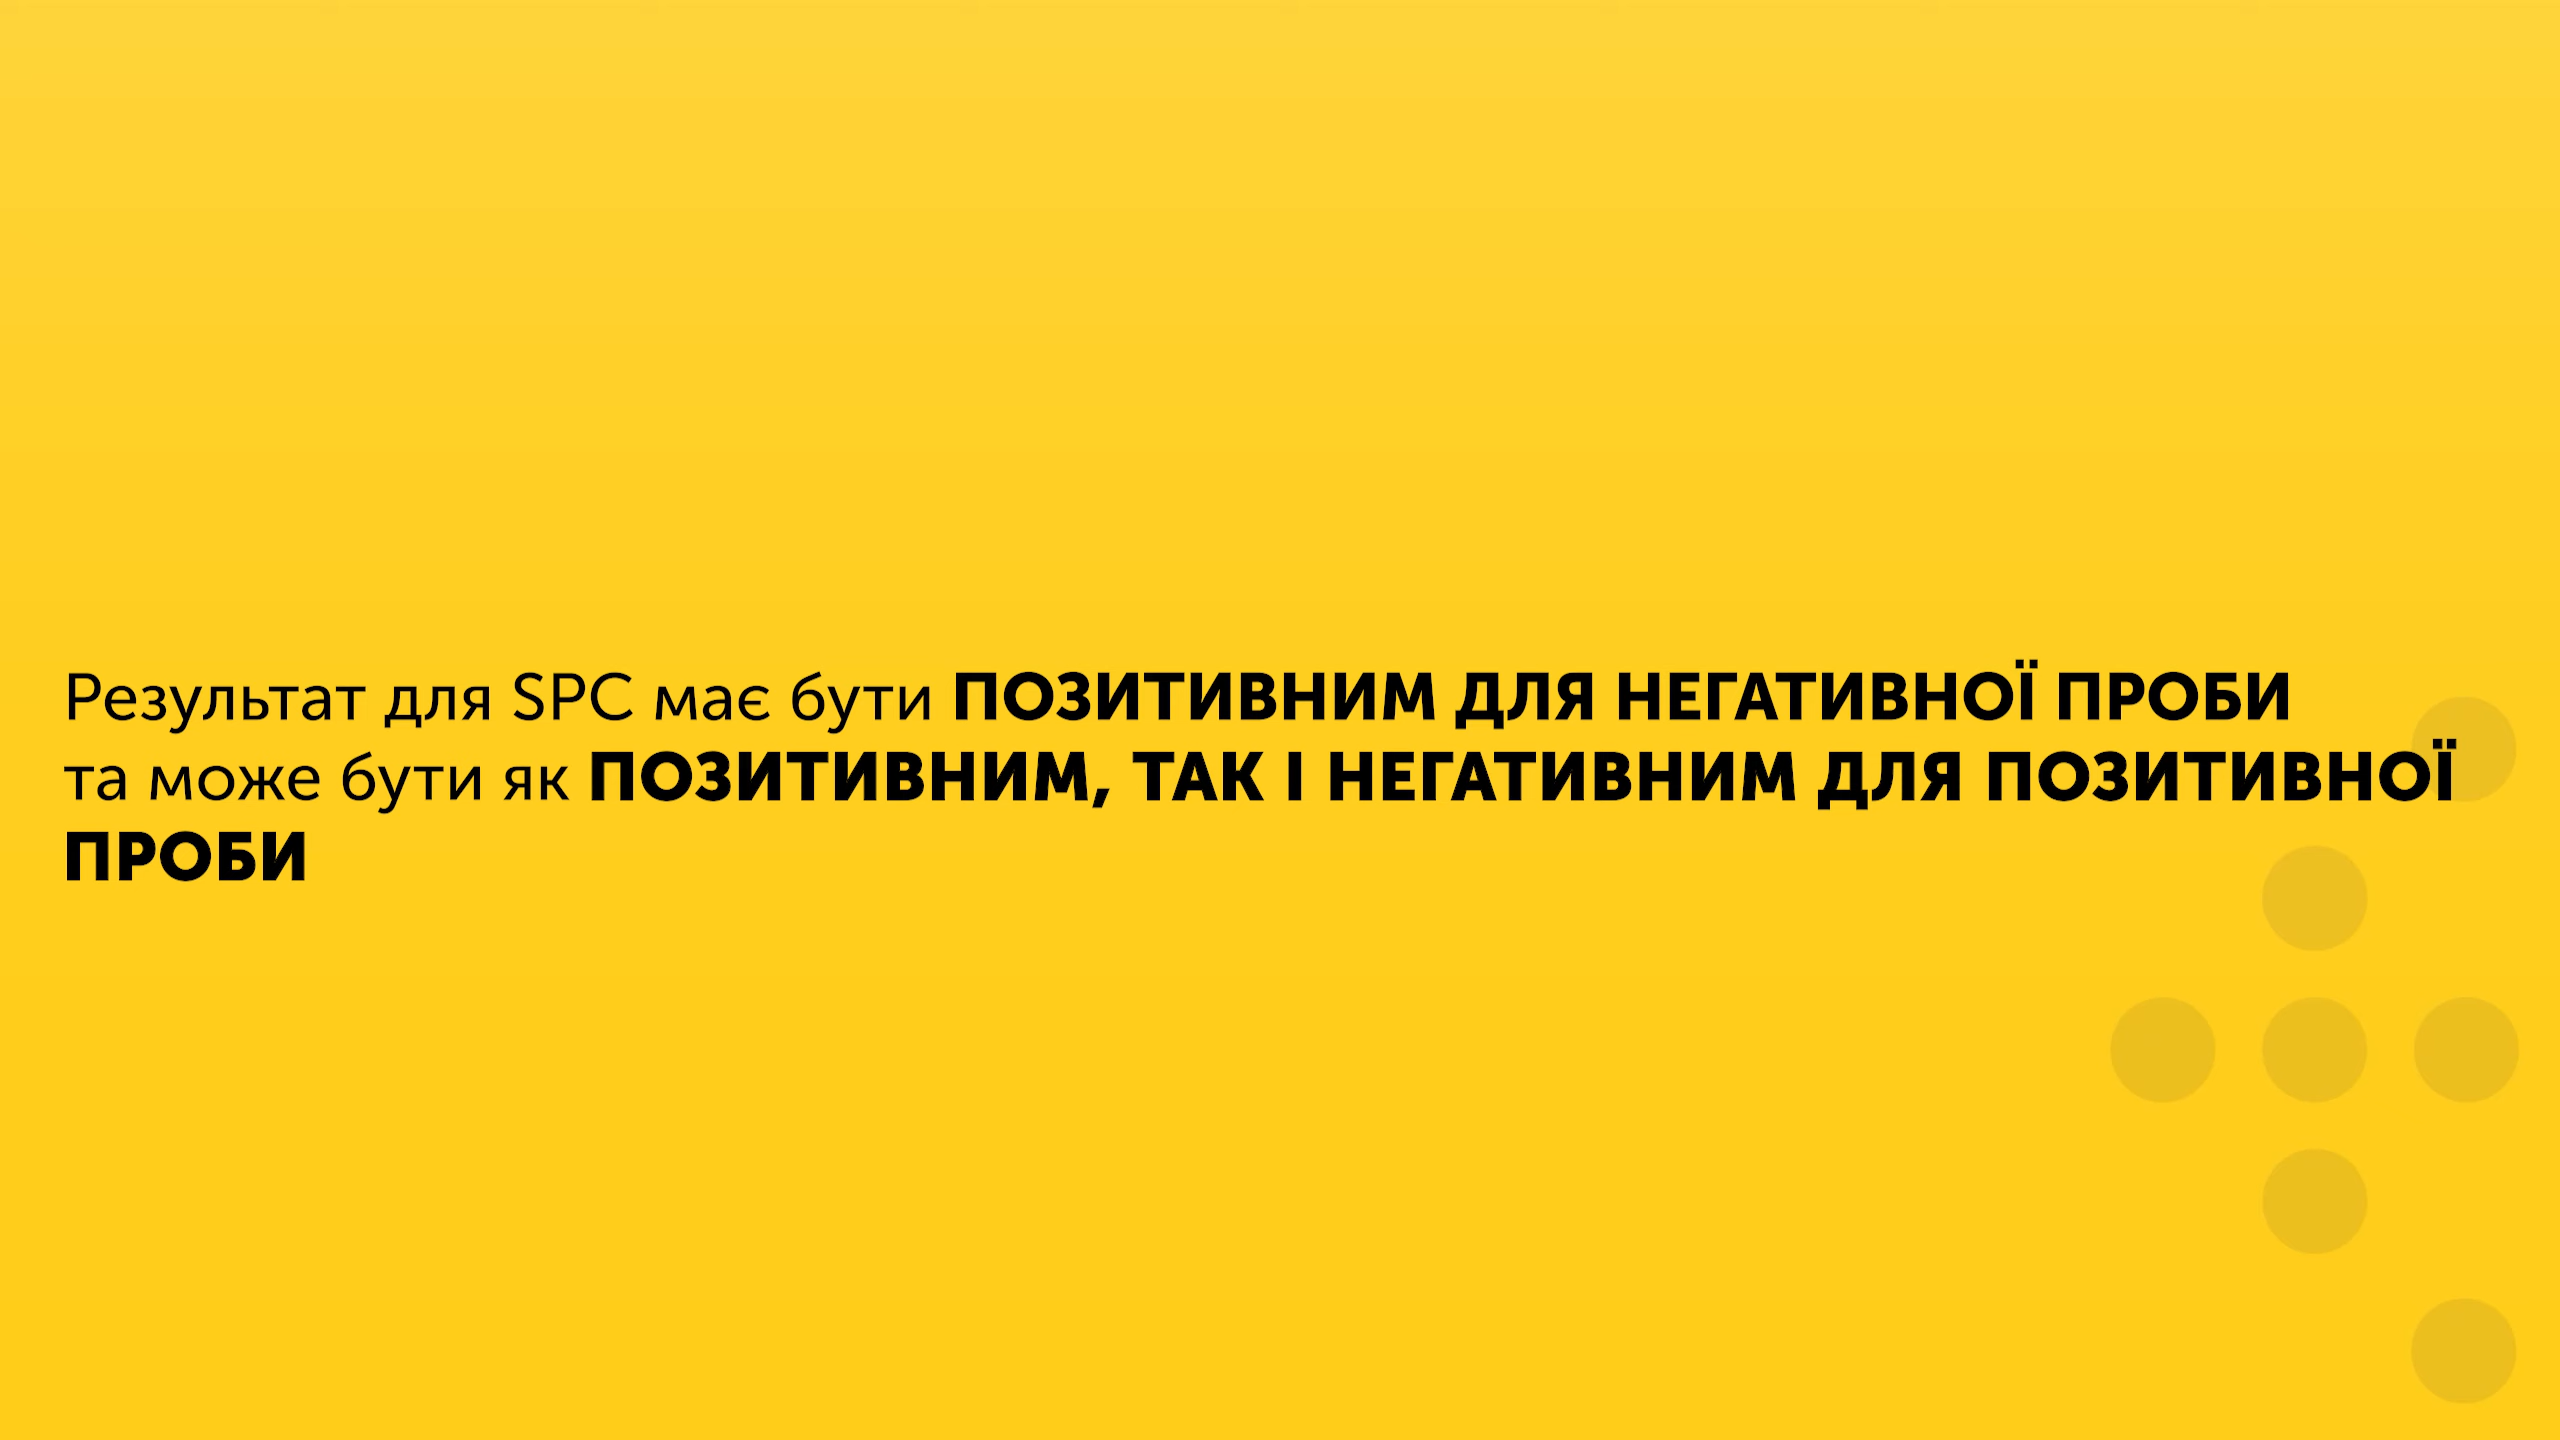 Результат для SPC має бути ПОЗИТИВНИМ ДЛЯ НЕГАТИВНОЇ ПРОБИ
та може бути як ПОЗИТИВНИМ, ТАК І НЕГАТИВНИМ ДЛЯ ПОЗИТИВНОЇ
ПРОБИ